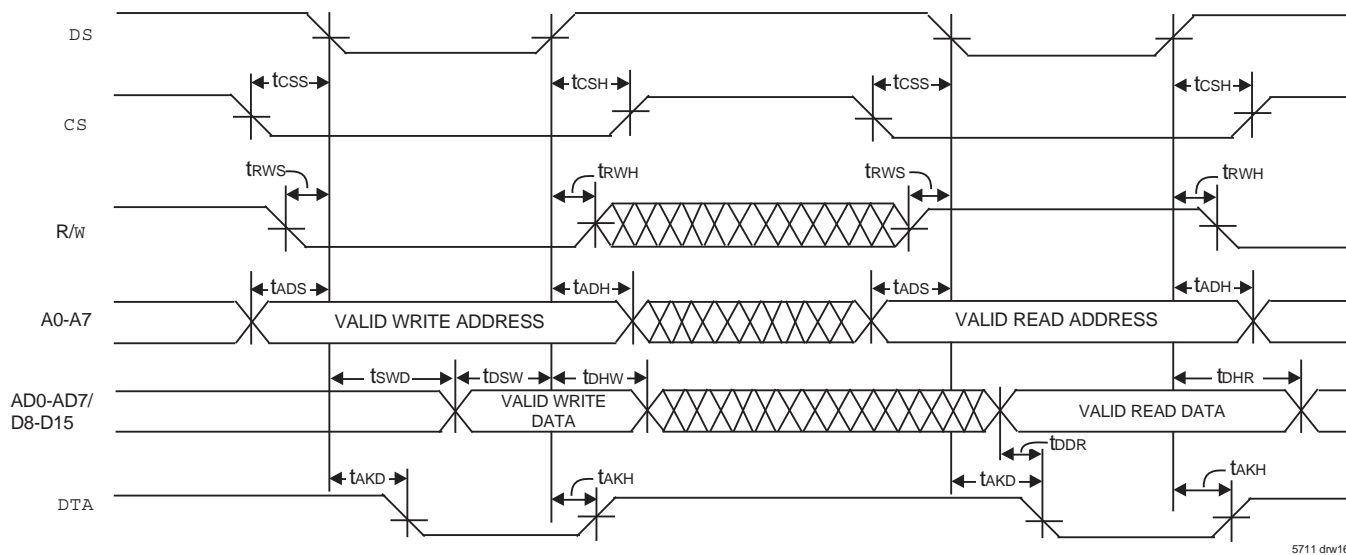 DS
tCSS tCSH tCSS tCSH
CS
tRWS tRWH tRWS tRWH
R/W
tADS tADH tADS tADH
A0-A7 VALID WRITE ADDRESS VALID READ ADDRESS
tSWD tDSW tDHW tDHR
AD0-AD7/
D8-D15
VALID WRITE
DATA
VALID READ DATA
tDDR
tAKD tAKH tAKD tAKH
DTA
5711 drw16